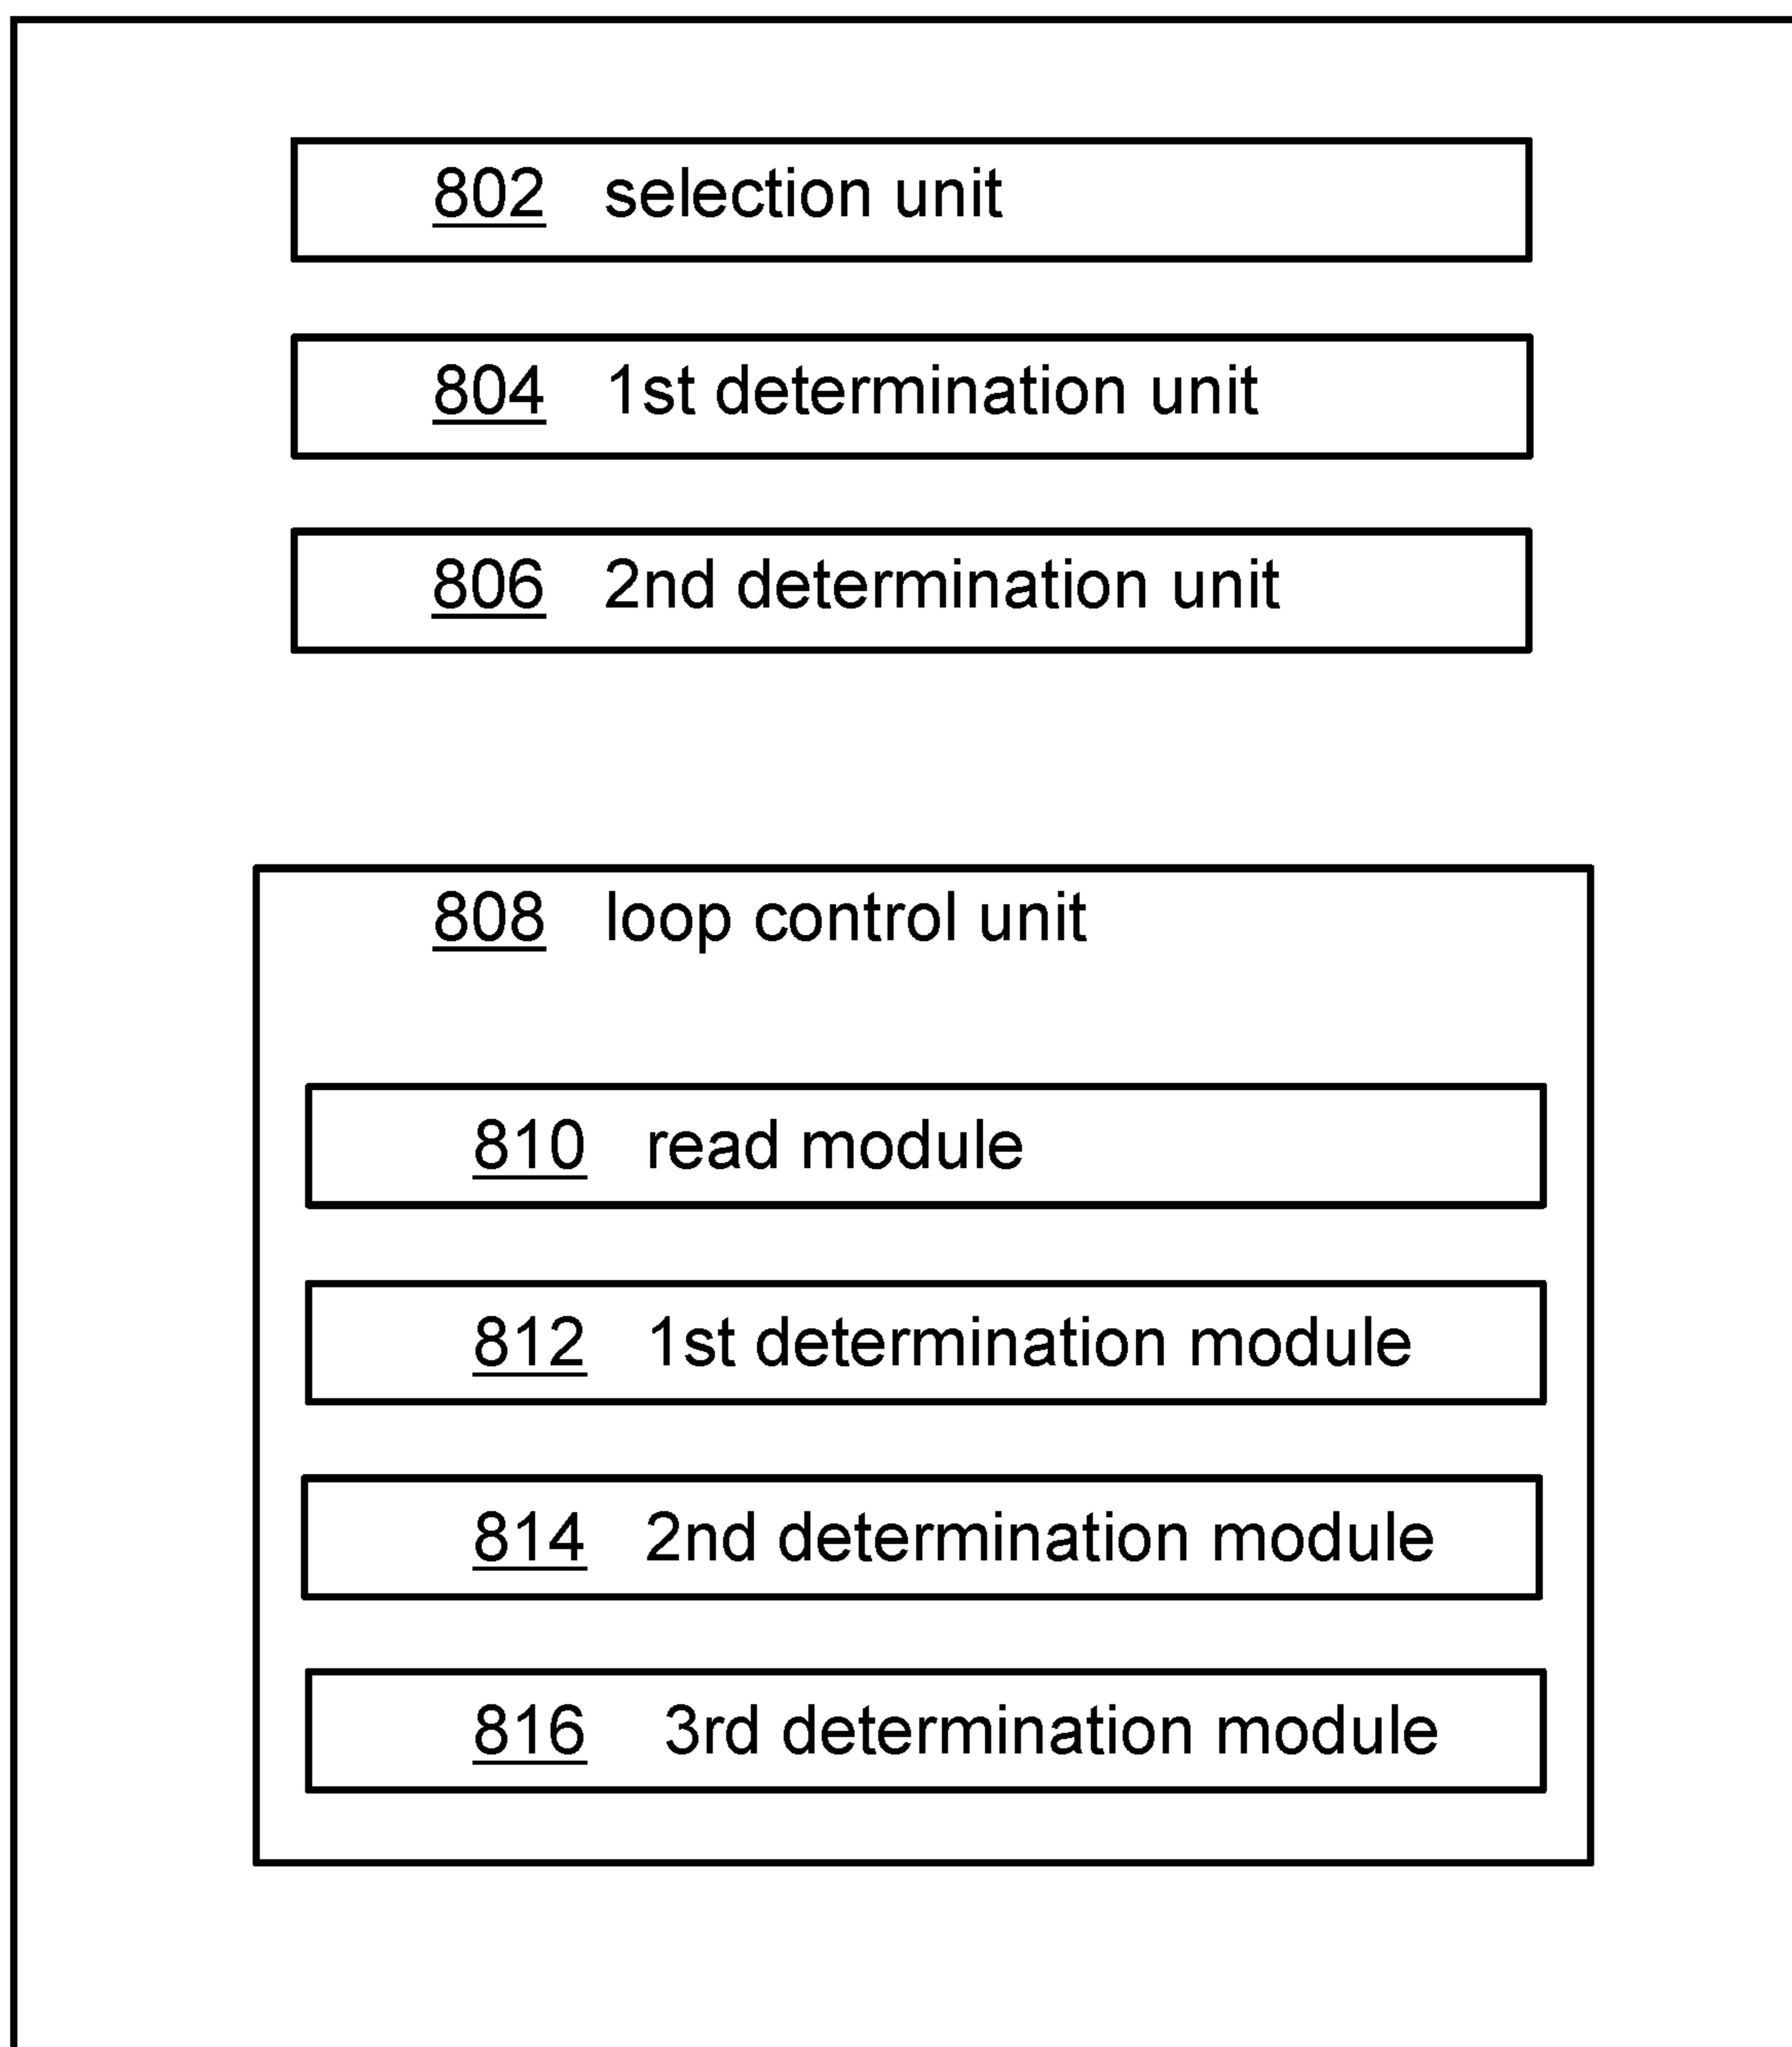 802 selection unit
804 1st determination unit
806 2nd determination unit
808 loop control unit
810 read module
812 1st determination module
814 2nd determination module
816 3rd determination module